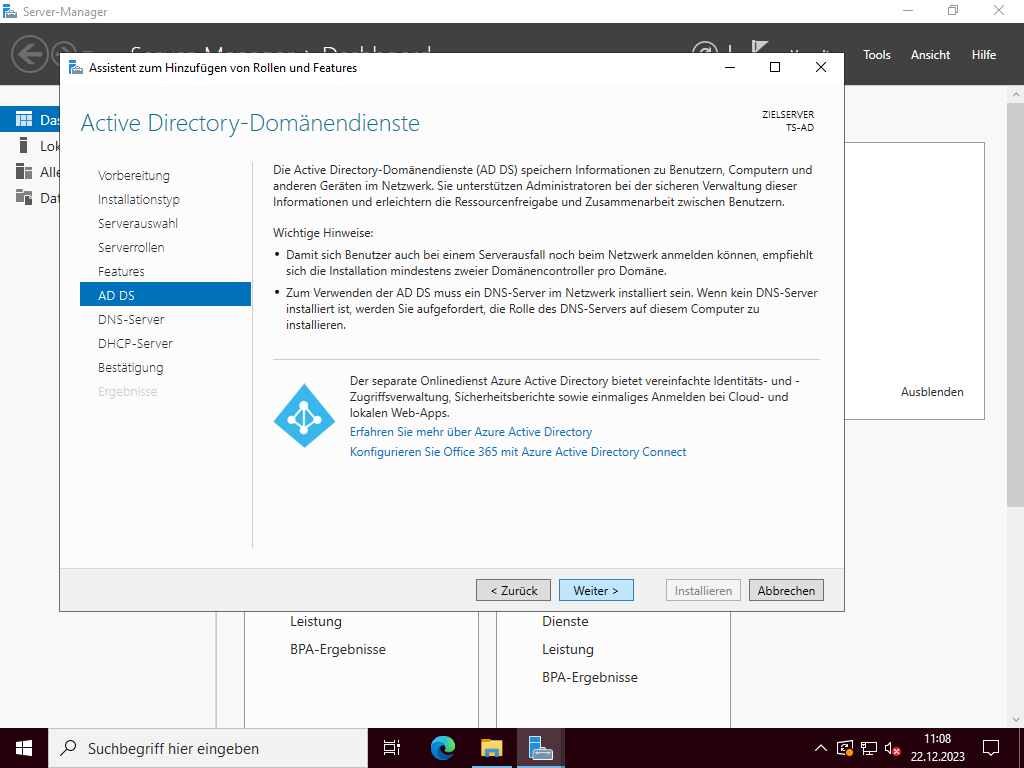 Server-Manager
Assistent zum Hinzufügen von Rollen und Features
Tools
Ansicht
Hilfe
Active Directory-Domänendienste
ZIELSERVER
TS-AD
Vorbereitung
Installationstyp
Serverauswahl
Serverrollen
Features
AD DS
DNS-Server
DHCP-Server
Bestätigung
Ergebnisse
Die Active Directory-Domänendienste (AD DS) speichern Informationen zu Benutzern, Computern und
anderen Geräten im Netzwerk. Sie unterstützen Administratoren bei der sicheren Verwaltung dieser
Informationen und erleichtern die Ressourcenfreigabe und Zusammenarbeit zwischen Benutzern.
Wichtige Hinweise:
• Damit sich Benutzer auch bei einem Serverausfall noch beim Netzwerk anmelden können, empfiehlt
sich die Installation mindestens zweier Domänencontroller pro Domäne.
• Zum Verwenden der AD DS muss ein DNS-Server im Netzwerk installiert sein. Wenn kein DNS-Server
installiert ist, werden Sie aufgefordert, die Rolle des DNS-Servers auf diesem Computer zu
installieren.
Der separate Onlinedienst Azure Active Directory bietet vereinfachte Identitäts- und -
Zugriffsverwaltung, Sicherheitsberichte sowie einmaliges Anmelden bei Cloud- und
lokalen Web-Apps.
Erfahren Sie mehr über Azure Active Directory
Konfigurieren Sie Office 365 mit Azure Active Directory Connect
Ausblenden
< Zurück
Weiter >
Installieren
Abbrechen
Leistung
BPA-Ergebnisse
Dienste
Leistung
BPA-Ergebnisse
Suchbegriff hier eingeben
11:08
22.12.2023